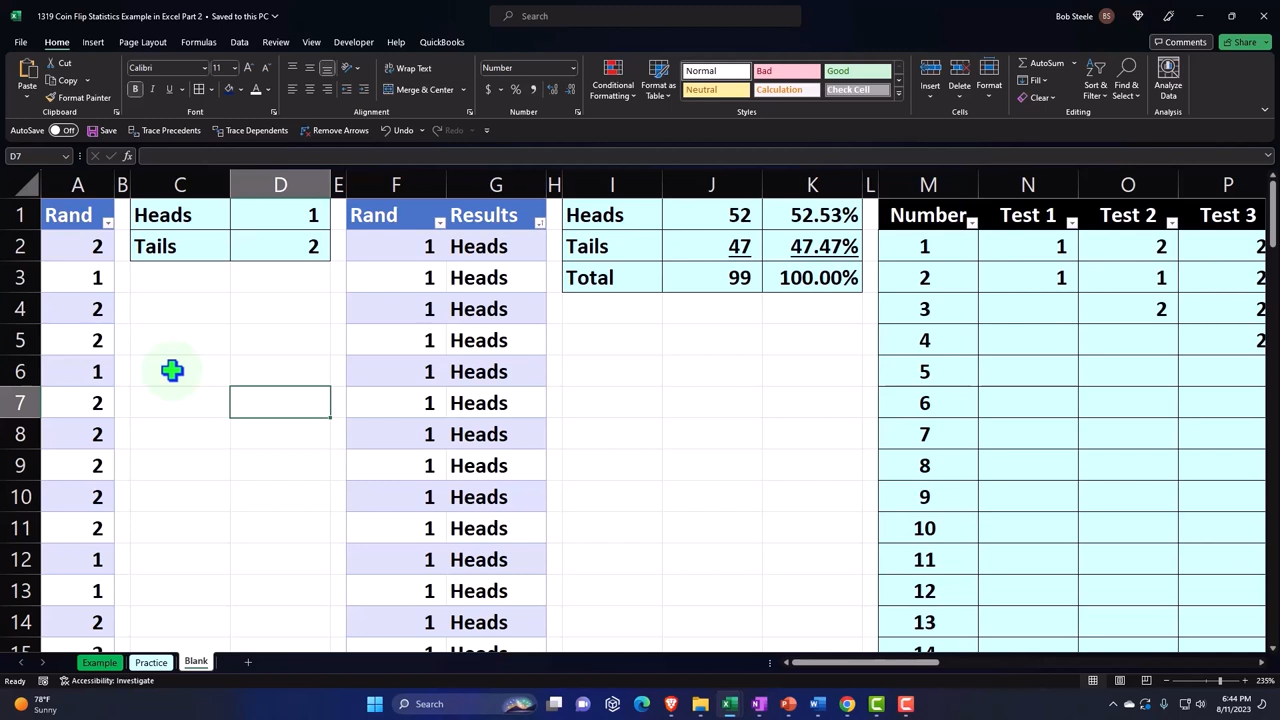 1319 Coin Flip Statistics Example in Excel Part 2 • Saved to this PC
Search
Bob Steele BS
File Home Insert Page Layout Formulas Data Review View Developer Help QuickBooks Comments Share
Paste Cut Copy Format Painter Clipboard
Calibri 11 B I U Font
Wrap Text Merge & Center Alignment
Number $ % Number
Conditional Formatting Format as Table
Normal Bad Good
Neutral Calculation Check Cell
Styles
Insert Delete Format Cells
AutoSum Fill Clear Sort & Filter Find & Select Editing
Analyze Data Analysis
AutoSave Off Save Trace Precedents Trace Dependents Remove Arrows Undo Redo
D7 fx
A B C D E F G H I J K L M N O P
1 Rand Heads 1 Rand Results Heads 52 52.53% Number Test 1 Test 2 Test 3
2 2 Tails 2 1 Heads Tails 47 47.47% 1 1 2 2
3 1 1 Heads Total 99 100.00% 2 1 1 2
4 2 1 Heads 3 2 2
5 2 1 Heads 4 2
6 1 1 Heads 5
7 2 1 Heads 6
8 2 1 Heads 7
9 2 1 Heads 8
10 2 1 Heads 9
11 2 1 Heads 10
12 1 1 Heads 11
13 1 1 Heads 12
14 2 1 Heads 13
15 2 1 Heads 14
Example Practice Blank
Ready Accessibility: Investigate 235%
78°F
Sunny
Search
6:44 PM
8/11/2023